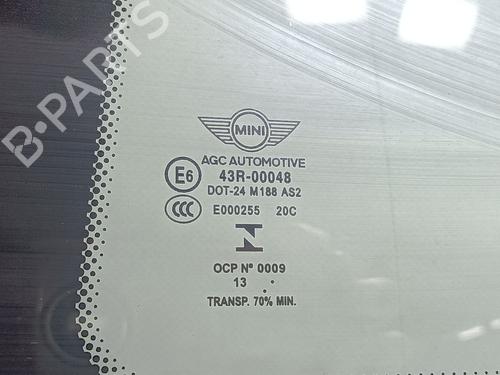 B-PARTS
MINI
AGC AUTOMOTIVE
E6 43R-00048
DOT-24 M188 AS2
CCC E000255 20C
N
OCP Nº 0009
13
TRANSP. 70% MIN.